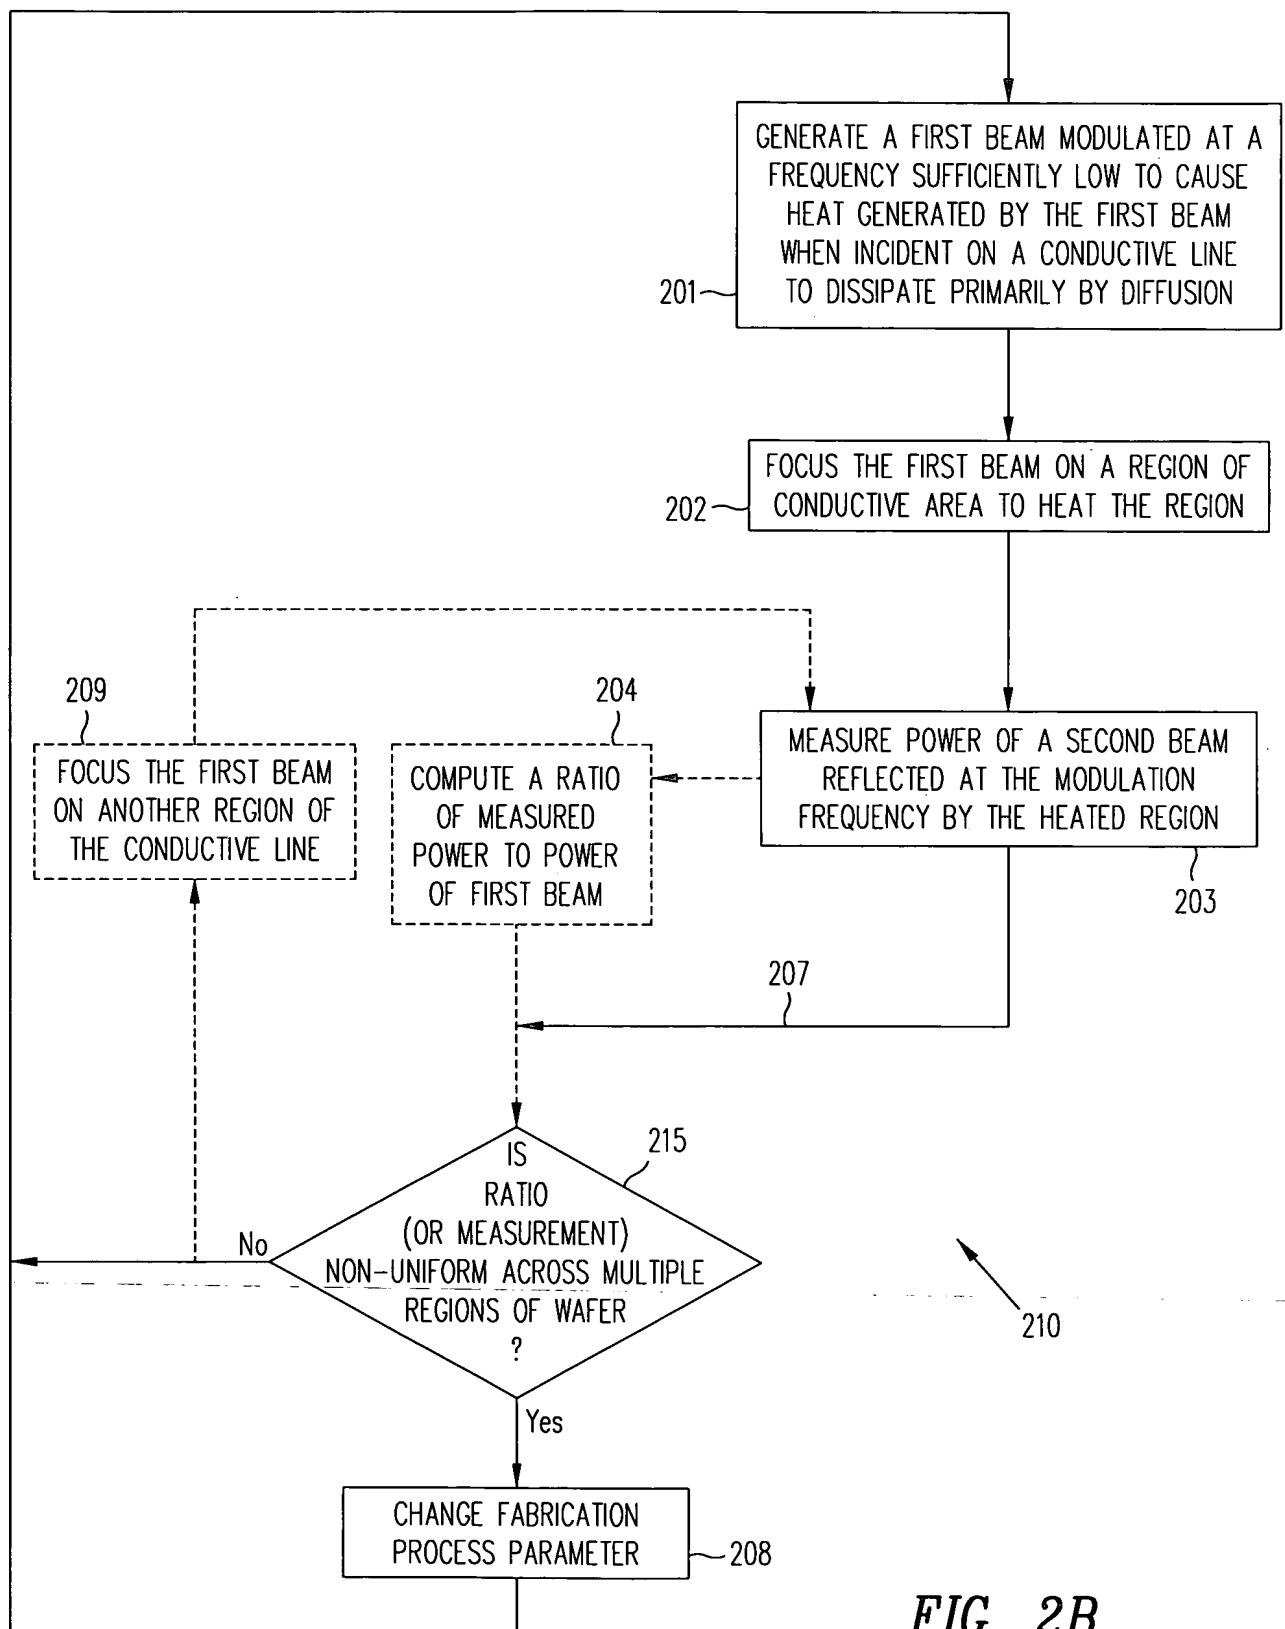 GENERATE A FIRST BEAM MODULATED AT A
FREQUENCY SUFFICIENTLY LOW TO CAUSE
HEAT GENERATED BY THE FIRST BEAM
WHEN INCIDENT ON A CONDUCTIVE LINE
TO DISSIPATE PRIMARILY BY DIFFUSION
201
FOCUS THE FIRST BEAM ON A REGION OF
CONDUCTIVE AREA TO HEAT THE REGION
202
209
FOCUS THE FIRST BEAM
ON ANOTHER REGION OF
THE CONDUCTIVE LINE
204
COMPUTE A RATIO
OF MEASURED
POWER TO POWER
OF FIRST BEAM
MEASURE POWER OF A SECOND BEAM
REFLECTED AT THE MODULATION
FREQUENCY BY THE HEATED REGION
203
207
215
IS
RATIO
(OR MEASUREMENT)
NON-UNIFORM ACROSS MULTIPLE
REGIONS OF WAFER
?
No
210
Yes
CHANGE FABRICATION
PROCESS PARAMETER
208
FIG. 2B